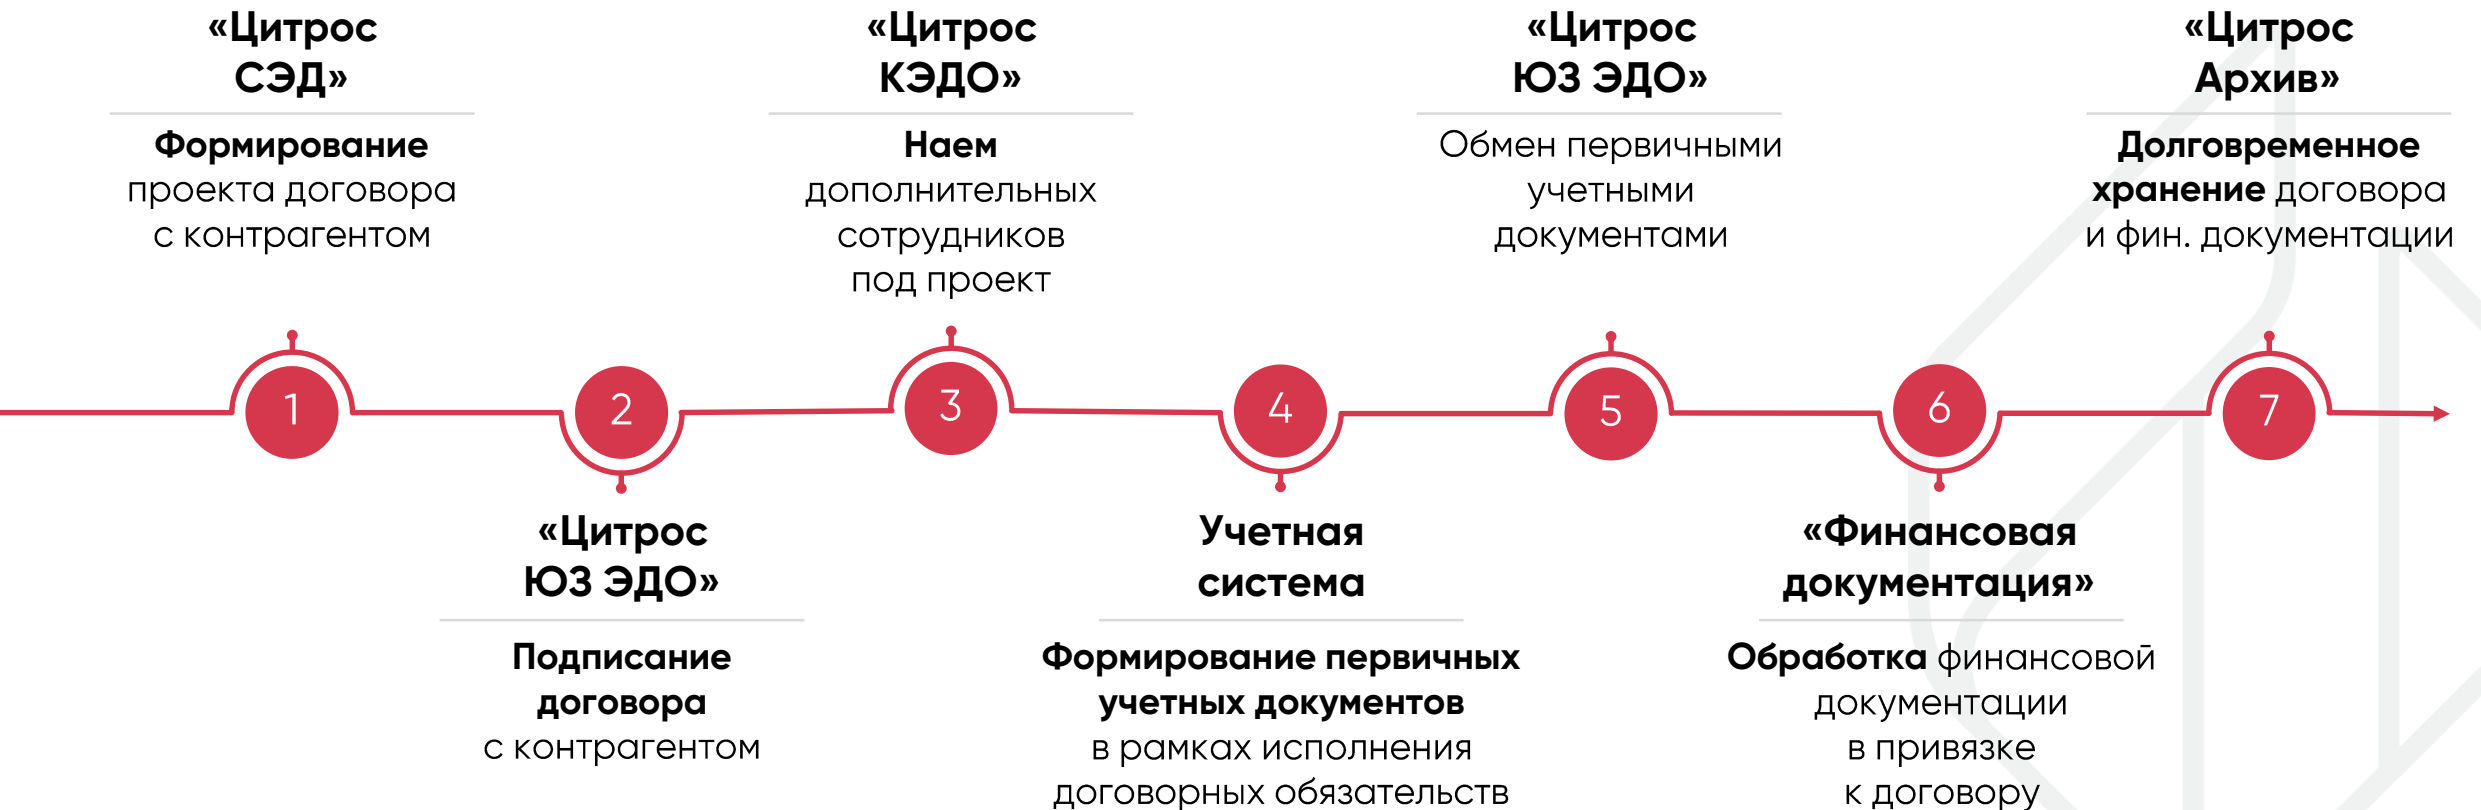 «Цитрос
СЭД»
Формирование
проекта договора
с контрагентом
1
«Цитрос
ЮЗ ЭДО»
Подписание
договора
с контрагентом
2
«Цитрос
КЭДО»
Наем
дополнительных
сотрудников
под проект
3
Учетная
система
Формирование первичных
учетных документов
в рамках исполнения
договорных обязательств
4
«Цитрос
ЮЗ ЭДО»
Обмен первичными
учетными
документами
5
«Финансовая
документация»
Обработка финансовой
документации
в привязке
к договору
6
«Цитрос
Архив»
Долговременное
хранение договора
и фин. документации
7